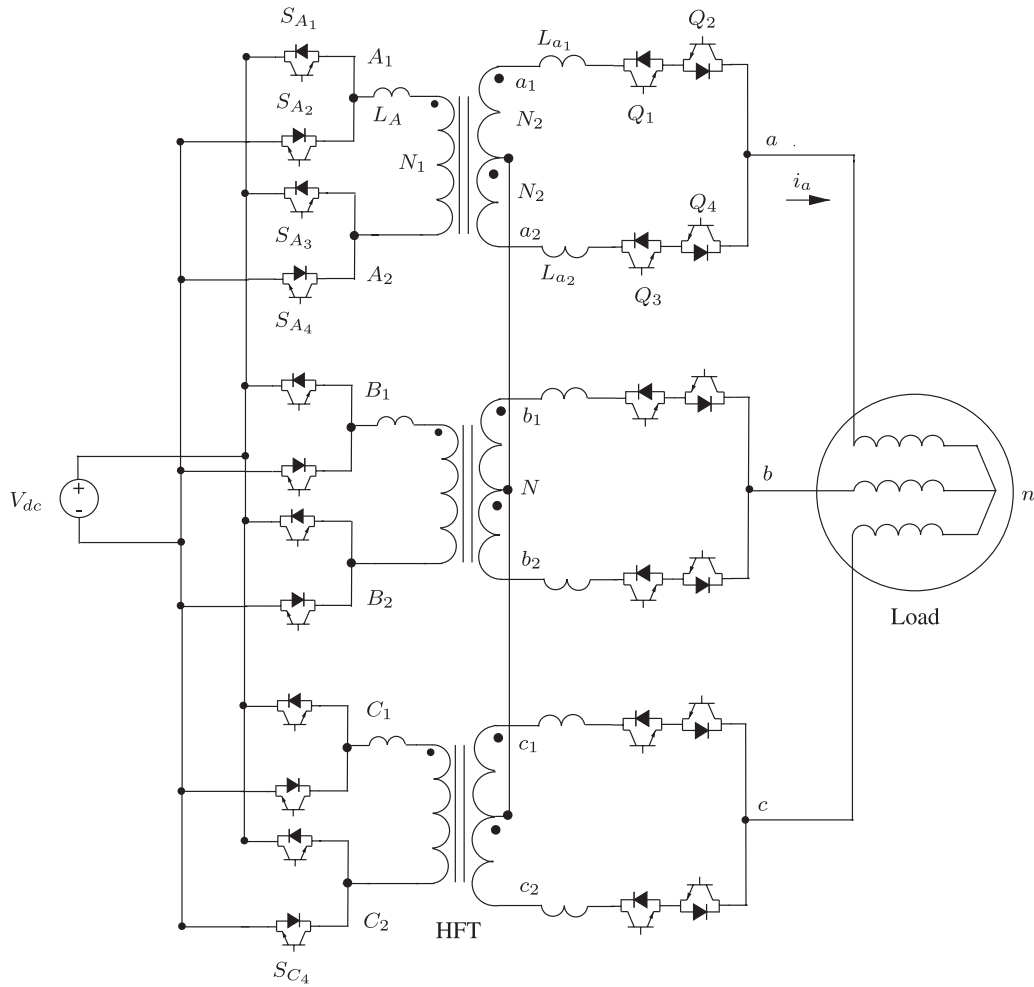 S_{A_1}
A_1
S_{A_2}
L_A
N_1
S_{A_3}
A_2
S_{A_4}
a_1
N_2
N_2
a_2
L_{a_1}
Q_2
Q_1
a
i_a
Q_4
L_{a_2}
Q_3
B_1
B_2
b_1
N
b_2
b
V_{dc}
+
-
n
Load
C_1
C_2
S_{C_4}
c_1
c_2
c
HFT